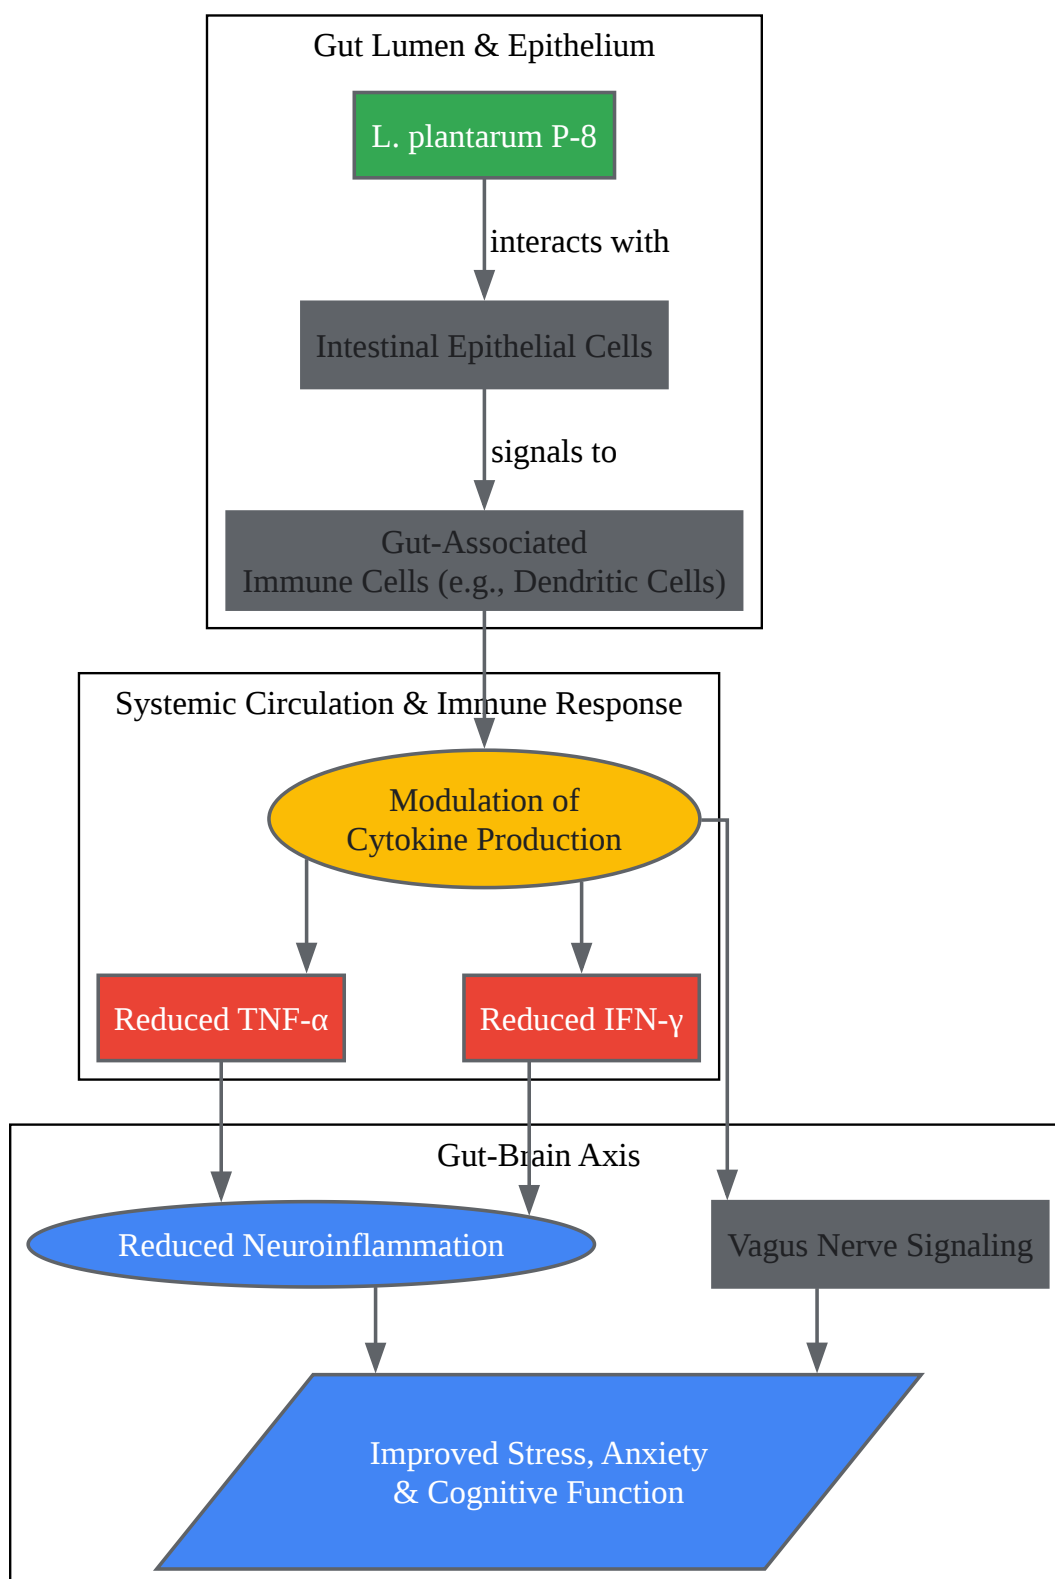 Gut Lumen & Epithelium
L. plantarum P-8
interacts with
Intestinal Epithelial Cells
signals to
Gut-Associated
Immune Cells (e.g., Dendritic Cells)
Systemic Circulation & Immune Response
Modulation of
Cytokine Production
Reduced TNF-α
Reduced IFN-γ
Gut-Brain Axis
Reduced Neuroinflammation
Vagus Nerve Signaling
Improved Stress, Anxiety
& Cognitive Function